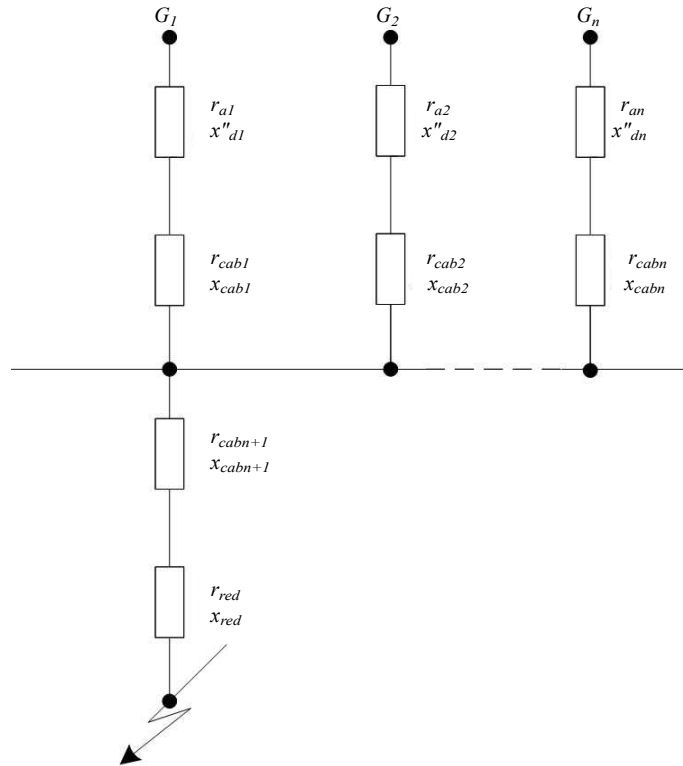 G1 G2 Gn
ra1 ra2 ran
x"d1 x"d2 x"dn
rcab1 rcab2 rcabn
xcab1 xcab2 xcabn
rcabn+1
xcabn+1
rred
xred